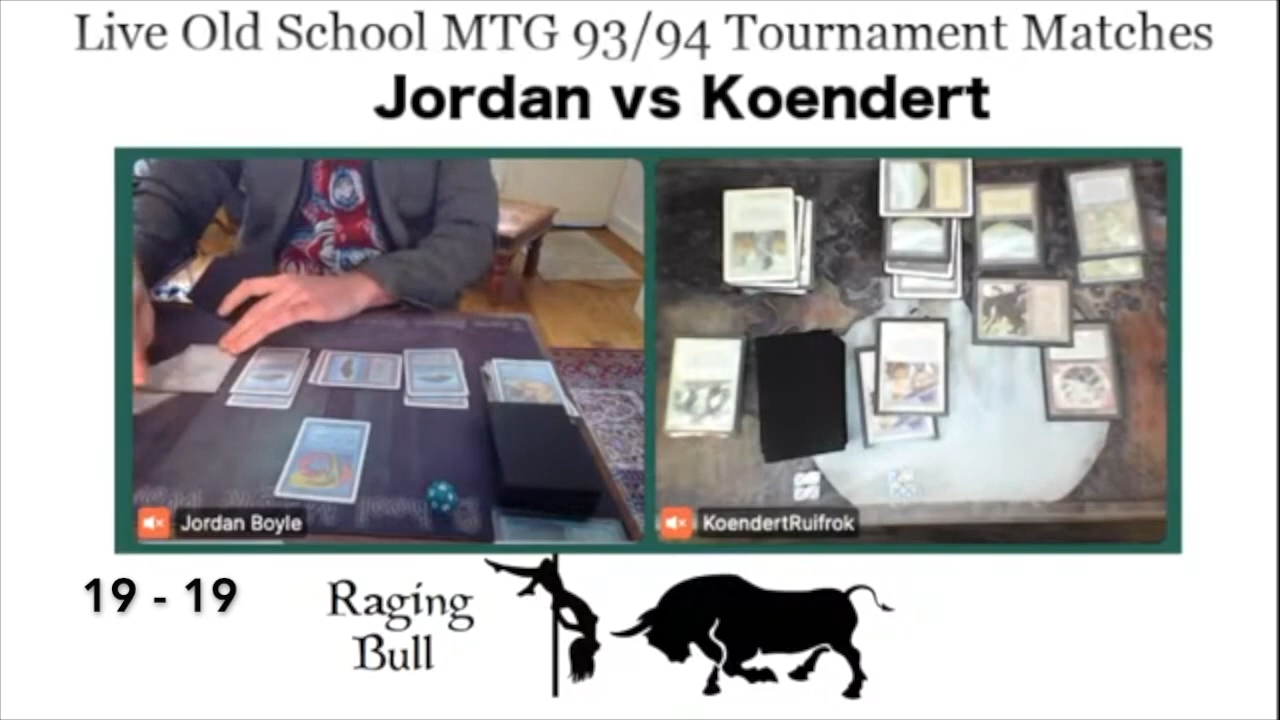 Live Old School MTG 93/94 Tournament Matches
Jordan vs Koendert
Jordan Boyle
KoendertRuifrok
19 - 19
Raging
Bull